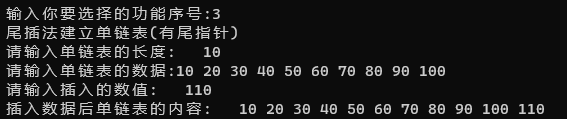 输入你要选择的功能序号:3
尾插法建立单链表(有尾指针)
请输入单链表的长度:  10
请输入单链表的数据:10 20 30 40 50 60 70 80 90 100
请输入插入的数值:  110
插入数据后单链表的内容:  10 20 30 40 50 60 70 80 90 100 110